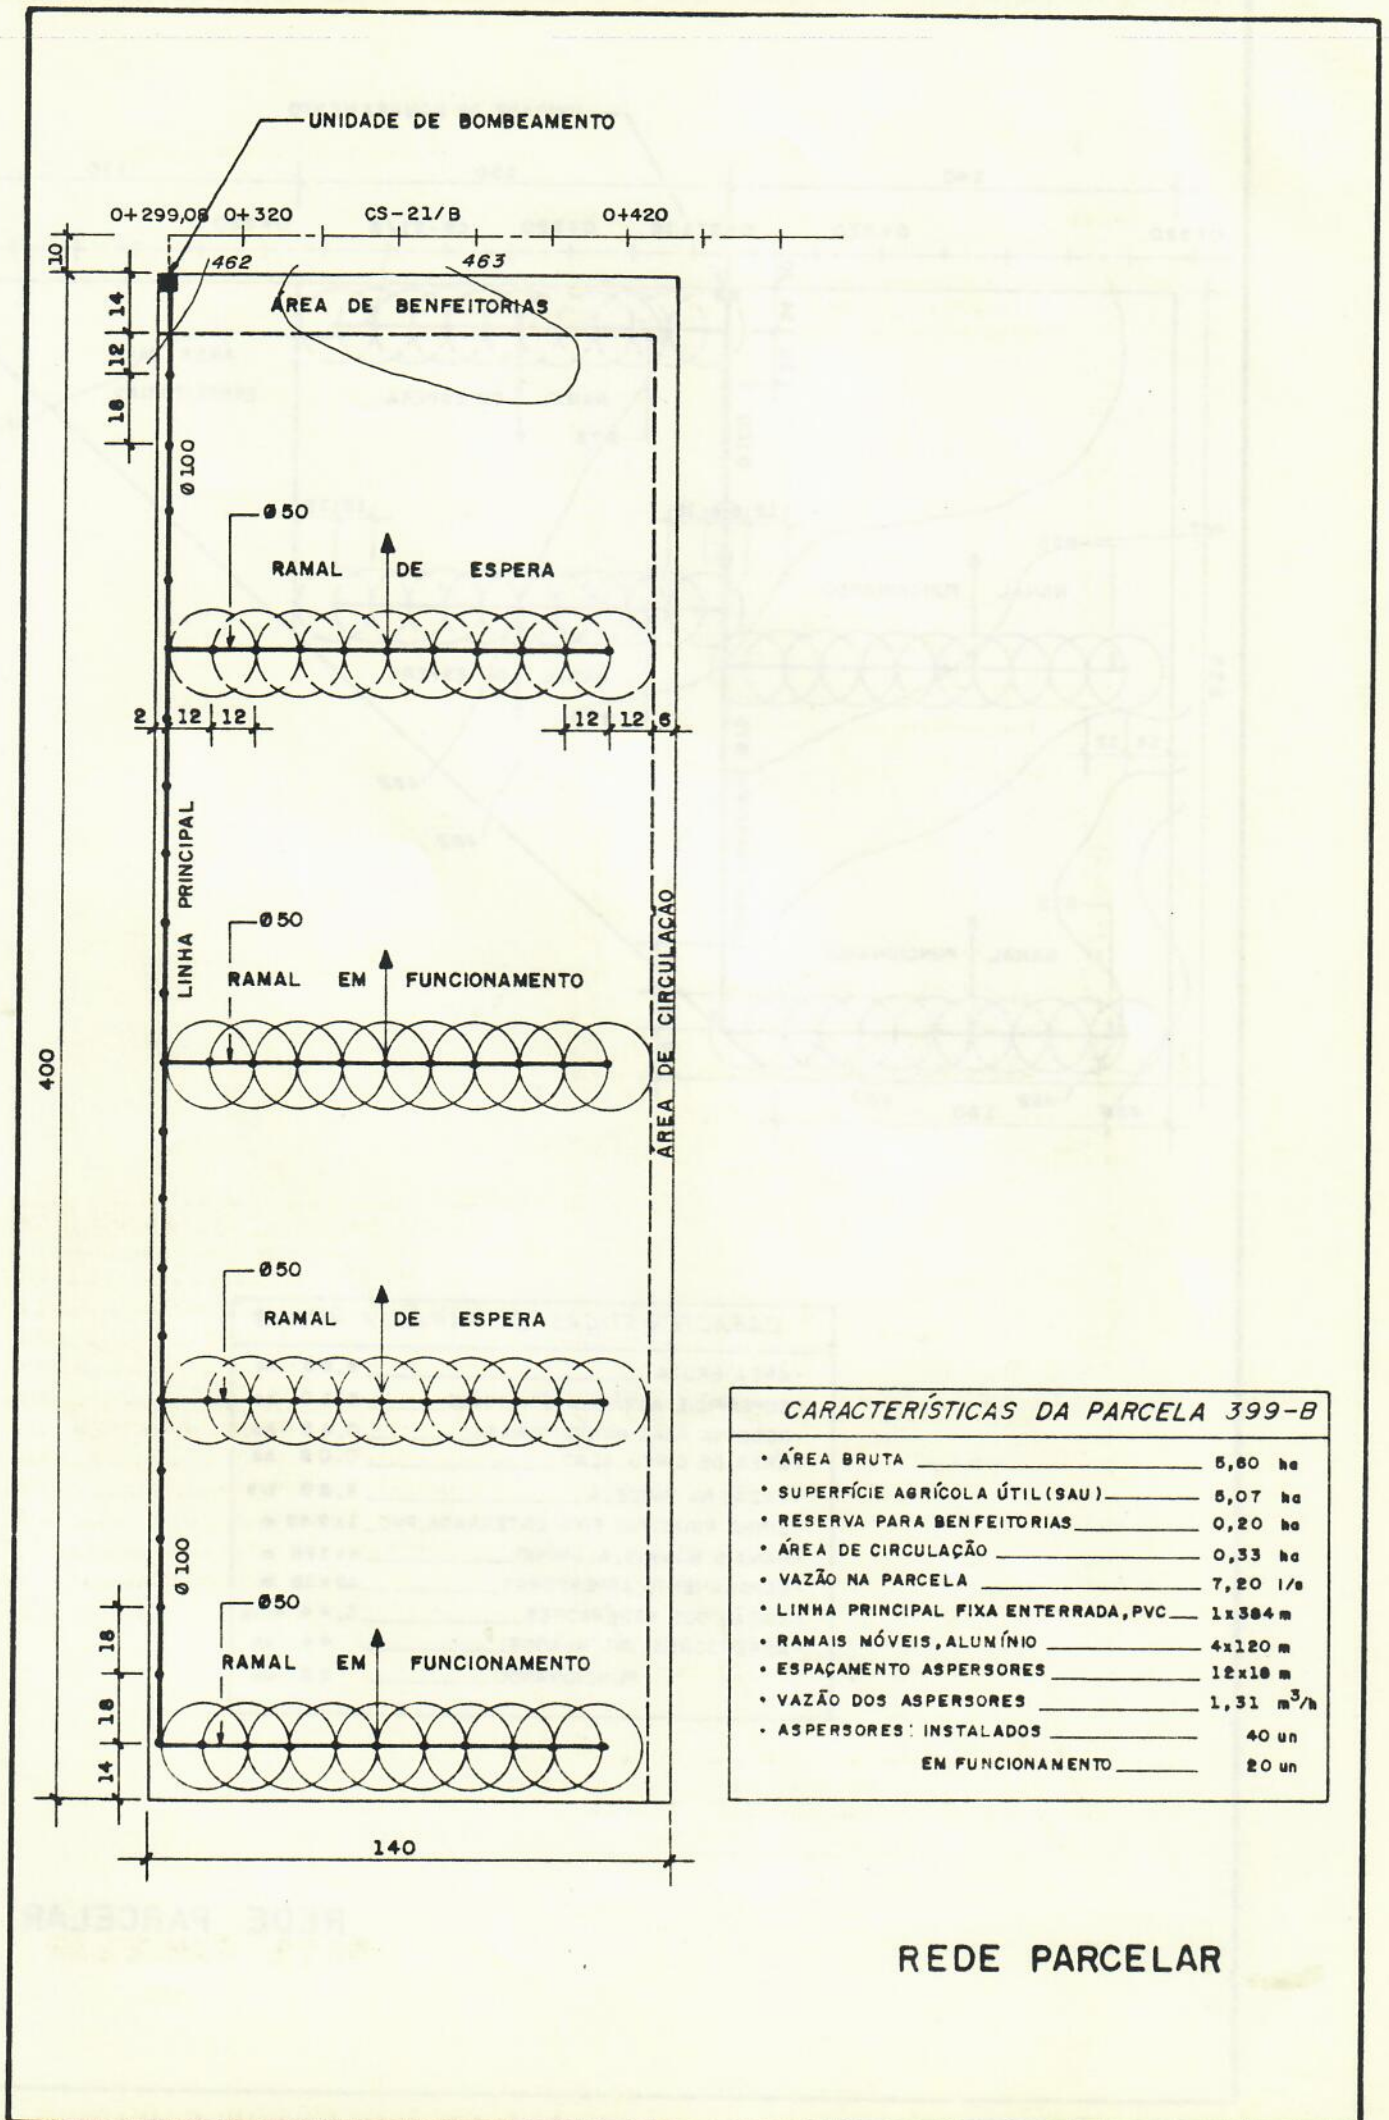 UNIDADE DE BOMBEAMENTO
0+299,08 0+320 CS-21/B 0+420
10
462 463
14
ÁREA DE BENFEITORIAS
12
18
Ø100
Ø50
RAMAL DE ESPERA
2 12 12 12 12 6
LINHA PRINCIPAL
Ø50
RAMAL EM FUNCIONAMENTO
ÁREA DE CIRCULAÇÃO
400
Ø50
RAMAL DE ESPERA
Ø100
Ø50
18
RAMAL EM FUNCIONAMENTO
18
14
140
CARACTERÍSTICAS DA PARCELA 399-B
• ÁREA BRUTA 5,60 ha
• SUPERFÍCIE AGRÍCOLA ÚTIL (SAU) 5,07 ha
• RESERVA PARA BENFEITORIAS 0,20 ha
• ÁREA DE CIRCULAÇÃO 0,33 ha
• VAZÃO NA PARCELA 7,20 l/s
• LINHA PRINCIPAL FIXA ENTERRADA, PVC 1x384 m
• RAMAIS MÓVEIS, ALUMÍNIO 4x120 m
• ESPAÇAMENTO ASPERSORES 12x18 m
• VAZÃO DOS ASPERSORES 1,31 m³/h
• ASPERSORES: INSTALADOS 40 un
EM FUNCIONAMENTO 20 un
REDE PARCELAR